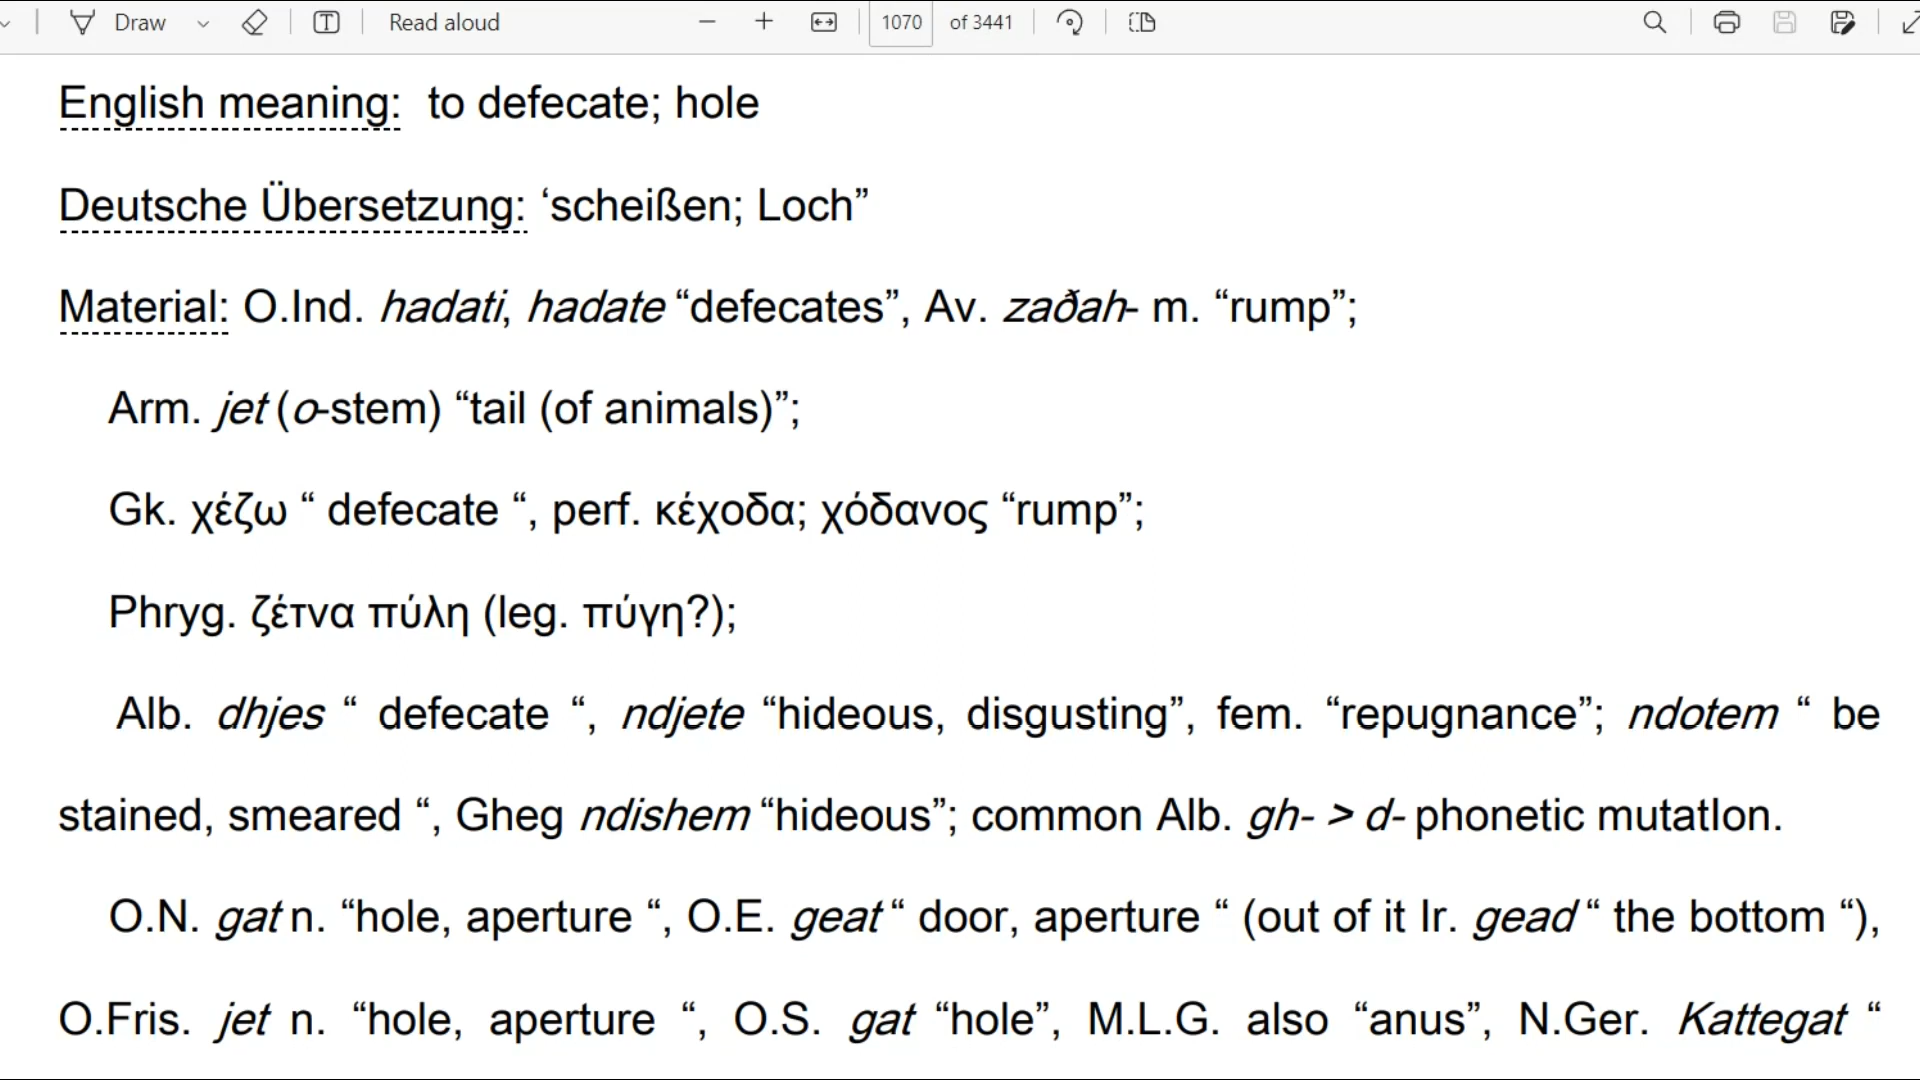 Draw Read aloud 1070 of 3441
English meaning: to defecate; hole
Deutsche Übersetzung: ‘scheißen; Loch”
Material: O.Ind. hadati, hadate “defecates”, Av. zaðah- m. “rump”;
Arm. jet (o-stem) “tail (of animals)”;
Gk. χέζω “ defecate “, perf. κέχοδα; χόδανος “rump”;
Phryg. ζέτνα πύλη (leg. πύγη?);
Alb. dhjes “ defecate “, ndjete “hideous, disgusting”, fem. “repugnance”; ndotem “ be
stained, smeared “, Gheg ndishem “hideous”; common Alb. gh- > d- phonetic mutatIon.
O.N. gat n. “hole, aperture “, O.E. geat “ door, aperture “ (out of it Ir. gead “ the bottom “),
O.Fris. jet n. “hole, aperture “, O.S. gat “hole”, M.L.G. also “anus”, N.Ger. Kattegat “